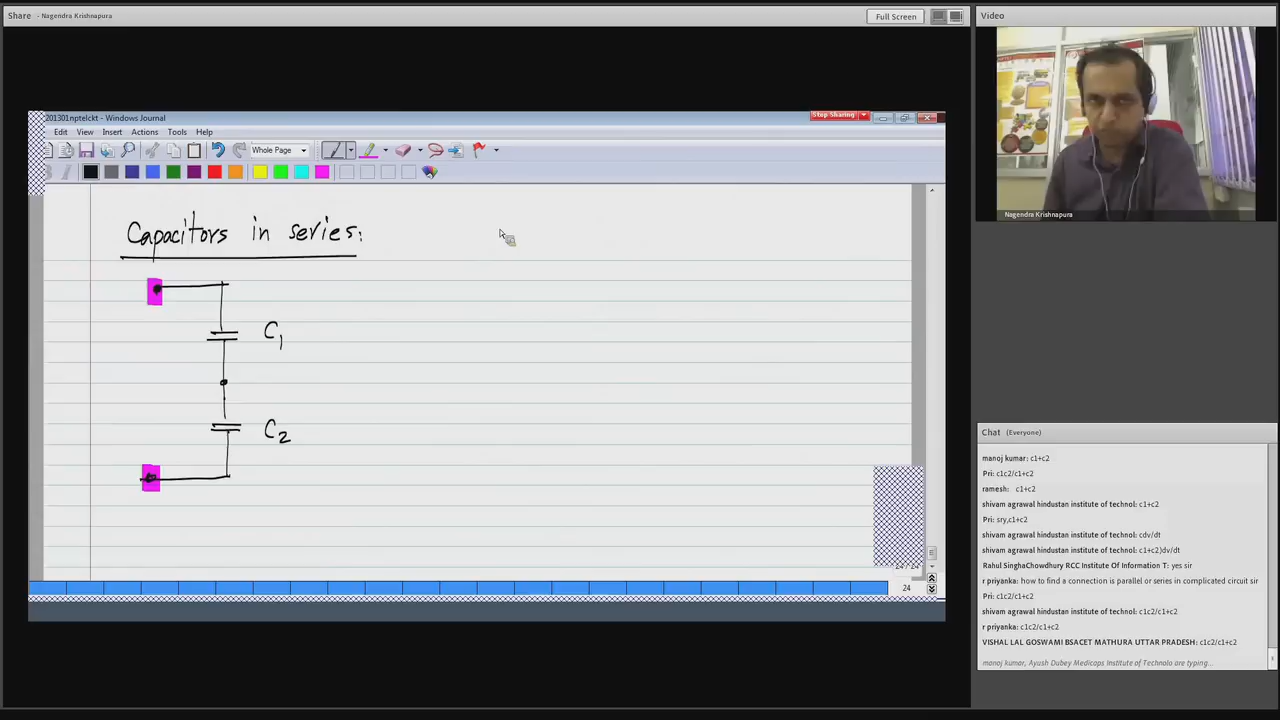 Share - Nagendra Krishnapura
Full Screen
Video
201301nptelckt - Windows Journal
Stop Sharing
Edit View Insert Actions Tools Help
Whole Page
Capacitors in series:
C1
C2
24
Nagendra Krishnapura
Chat (Everyone)
manoj kumar: c1+c2
Pri: c1c2/c1+c2
ramesh: c1+c2
shivam agrawal hindustan institute of technol: c1+c2
Pri: sry,c1+c2
shivam agrawal hindustan institute of technol: cdv/dt
shivam agrawal hindustan institute of technol: c1+c2)dv/dt
Rahul SinghaChowdhury RCC Institute Of Information T: yes sir
r priyanka: how to find a connection is parallel or series in complicated circuit sir
Pri: c1c2/c1+c2
shivam agrawal hindustan institute of technol: c1c2/c1+c2
r priyanka: c1c2/c1+c2
VISHAL LAL GOSWAMI BSACET MATHURA UTTAR PRADESH: c1c2/c1+c2
manoj kumar, Ayush Dubey Medicaps Institute of Technolo are typing...